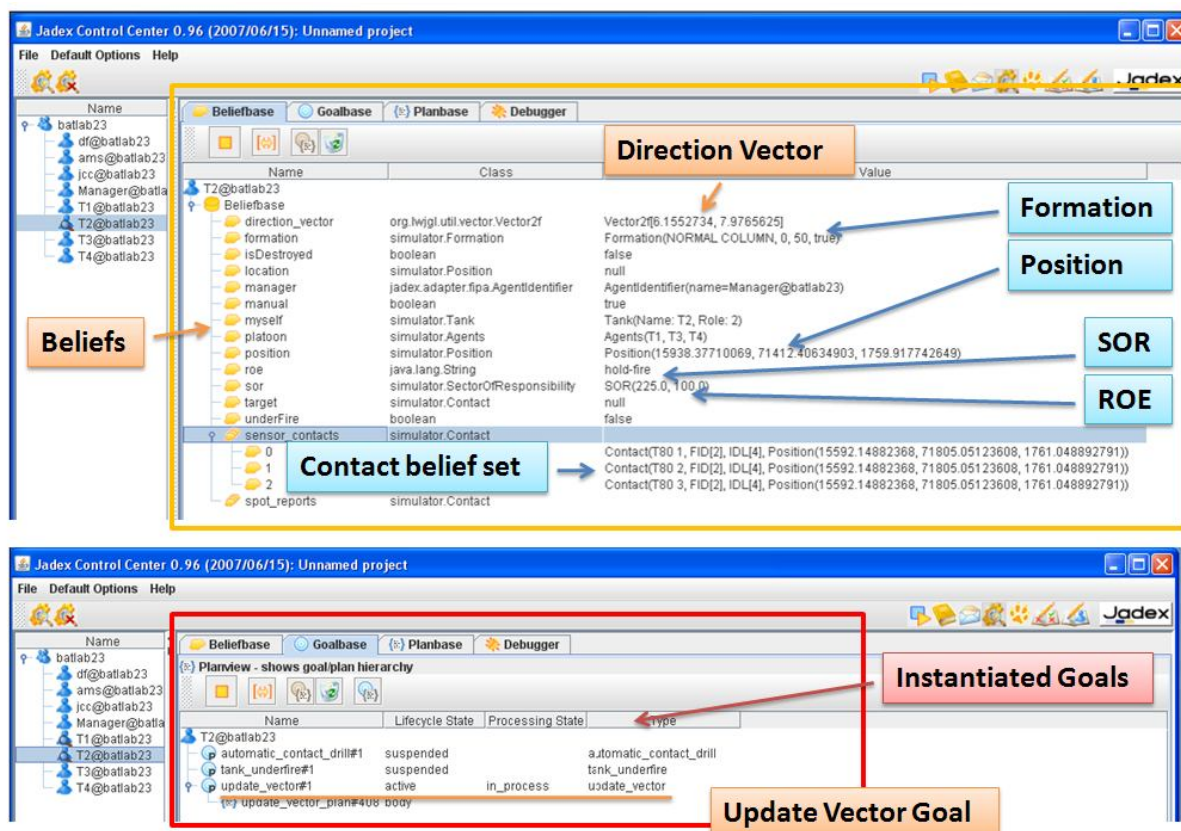 Jadex Control Center 0.96 (2007/06/15): Unnamed project
File Default Options Help
Jadex
Name
batlab23
df@batlab23
ams@batlab23
jcc@batlab23
Manager@batla
T1@batlab23
T2@batlab23
T3@batlab23
T4@batlab23
Beliefbase Goalbase Planbase Debugger
Name Class Value
T2@batlab23
Beliefbase
direction_vector org.lwjgl.util.vector.Vector2f Vector2f[6.1552734, 7.9765625]
formation simulator.Formation Formation(NORMAL COLUMN, 0, 50, true)
isDestroyed boolean false
location simulator.Position null
manager jadex.adapter.fipa.AgentIdentifier AgentIdentifier(name=Manager@batlab23)
manual boolean true
myself simulator.Tank Tank(Name: T2, Role: 2)
platoon simulator.Agents Agents(T1, T3, T4)
position simulator.Position Position(15938.37710069, 71412.40634903, 1759.917742649)
roe java.lang.String hold-fire
sor simulator.SectorOfResponsibility SOR(225.0, 100.0)
target simulator.Contact null
underFire boolean false
sensor_contacts simulator.Contact
0 Contact(T80 1, FID[2], IDL[4], Position(15592.14882368, 71805.05123608, 1761.048892791))
1 Contact(T80 2, FID[2], IDL[4], Position(15592.14882368, 71805.05123608, 1761.048892791))
2 Contact(T80 3, FID[2], IDL[4], Position(15592.14882368, 71805.05123608, 1761.048892791))
spot_reports simulator.Contact
Direction Vector
Formation
Position
SOR
ROE
Beliefs
Contact belief set
Jadex Control Center 0.96 (2007/06/15): Unnamed project
File Default Options Help
Jadex
Name
batlab23
df@batlab23
ams@batlab23
jcc@batlab23
Manager@batla
T1@batlab23
T2@batlab23
T3@batlab23
T4@batlab23
Beliefbase Goalbase Planbase Debugger
Planview - shows goal/plan hierarchy
Name Lifecycle State Processing State Type
T2@batlab23
automatic_contact_drill#1 suspended automatic_contact_drill
tank_underfire#1 suspended tank_underfire
update_vector#1 active in_process update_vector
update_vector_plan#408 body
Instantiated Goals
Update Vector Goal